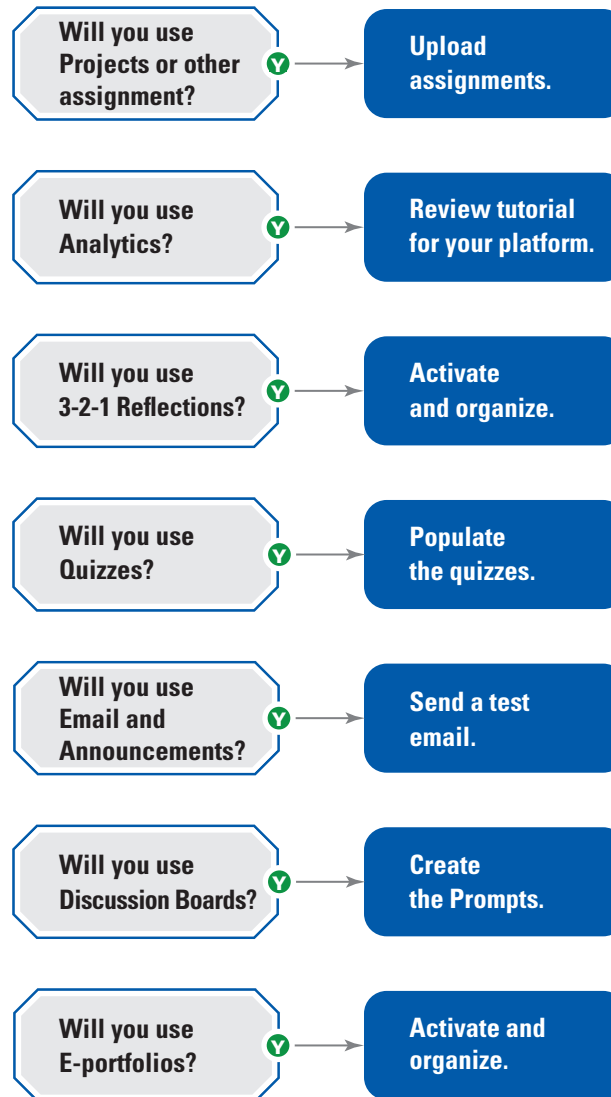 Will you use
Projects or other
assignment?
Y
Upload
assignments.
Will you use
Analytics?
Y
Review tutorial
for your platform.
Will you use
3-2-1 Reflections?
Y
Activate
and organize.
Will you use
Quizzes?
Y
Populate
the quizzes.
Will you use
Email and
Announcements?
Y
Send a test
email.
Will you use
Discussion Boards?
Y
Create
the Prompts.
Will you use
E-portfolios?
Y
Activate and
organize.